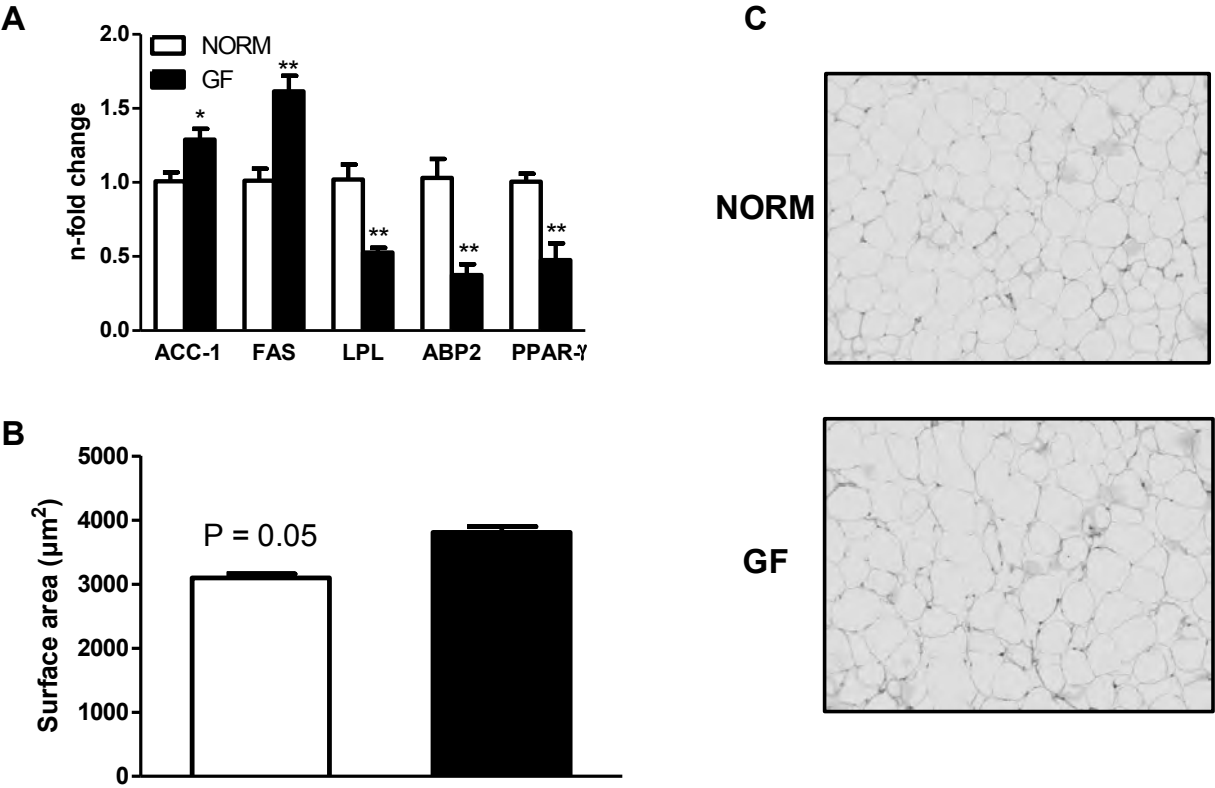 A
C
2.0
1.5
1.0
0.5
0.0
n-fold change
NORM
GF
*
**
**
**
**
ACC-1 FAS LPL ABP2 PPAR-γ
NORM
B
5000
4000
3000
2000
1000
0
Surface area (µm²)
P = 0.05
GF